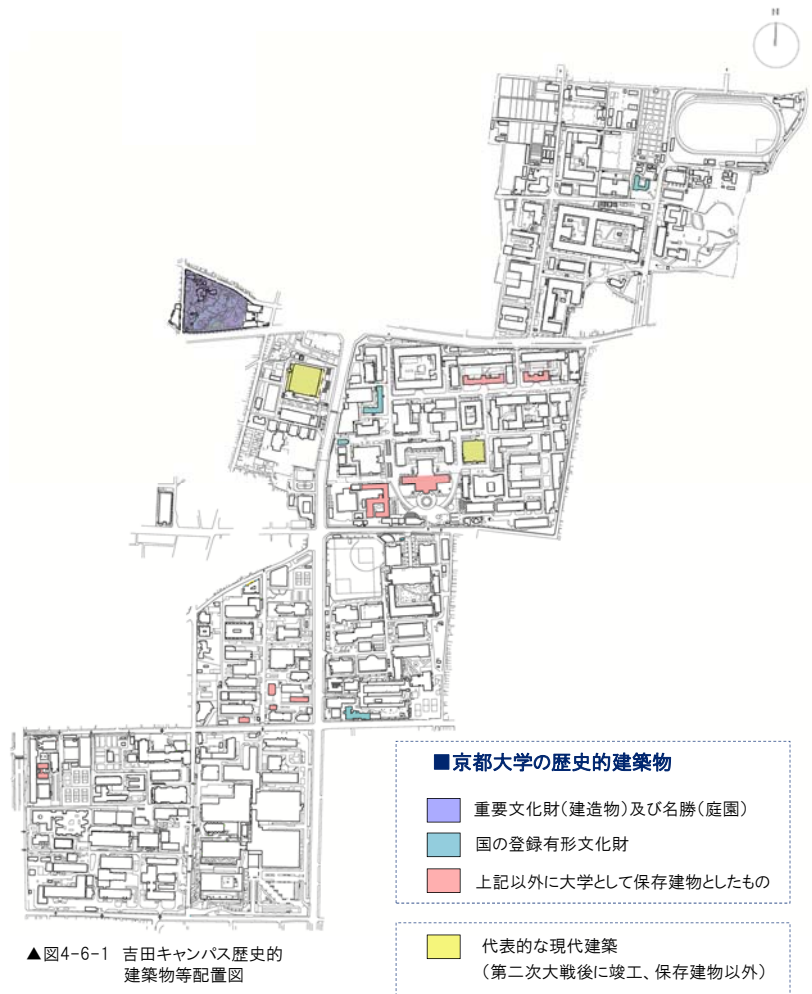 N
■京都大学の歴史的建築物
重要文化財(建造物)及び名勝(庭園)
国の登録有形文化財
上記以外に大学として保存建物としたもの
代表的な現代建築
(第二次大戦後に竣工、保存建物以外)
▲図4-6-1 吉田キャンパス歴史的
建築物等配置図